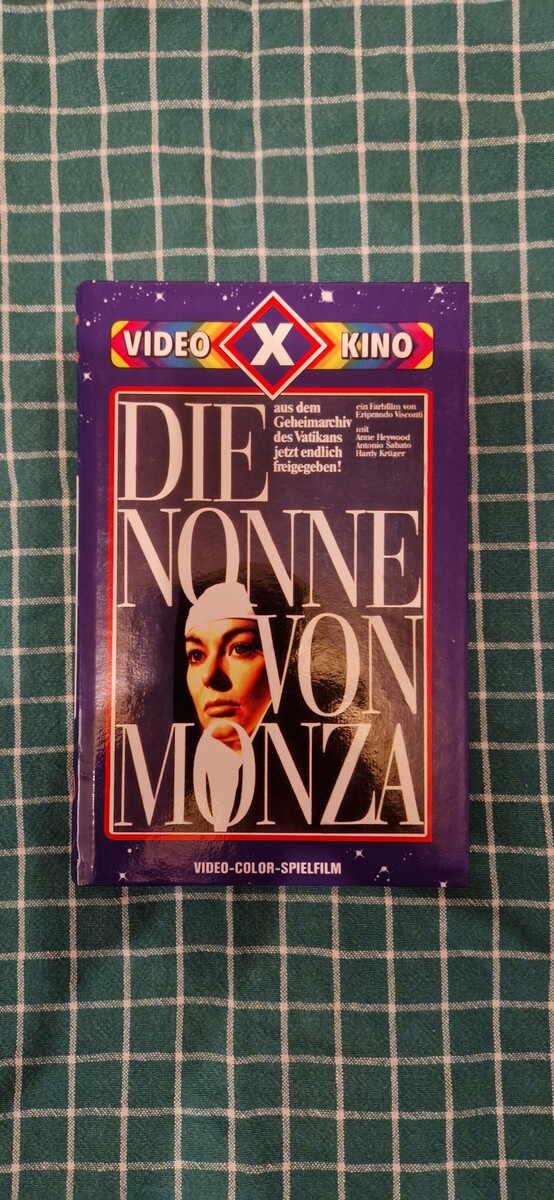 VIDEO X KINO
DIE
aus dem
Geheimarchiv
des Vatikans
jetzt endlich
freigegeben!
ein Farbfilm von
Eriprando Visconti
mit
Anne Heywood
Antonio Sabato
Hardy Krüger
NONNE
VON
MONZA
VIDEO-COLOR-SPIELFILM